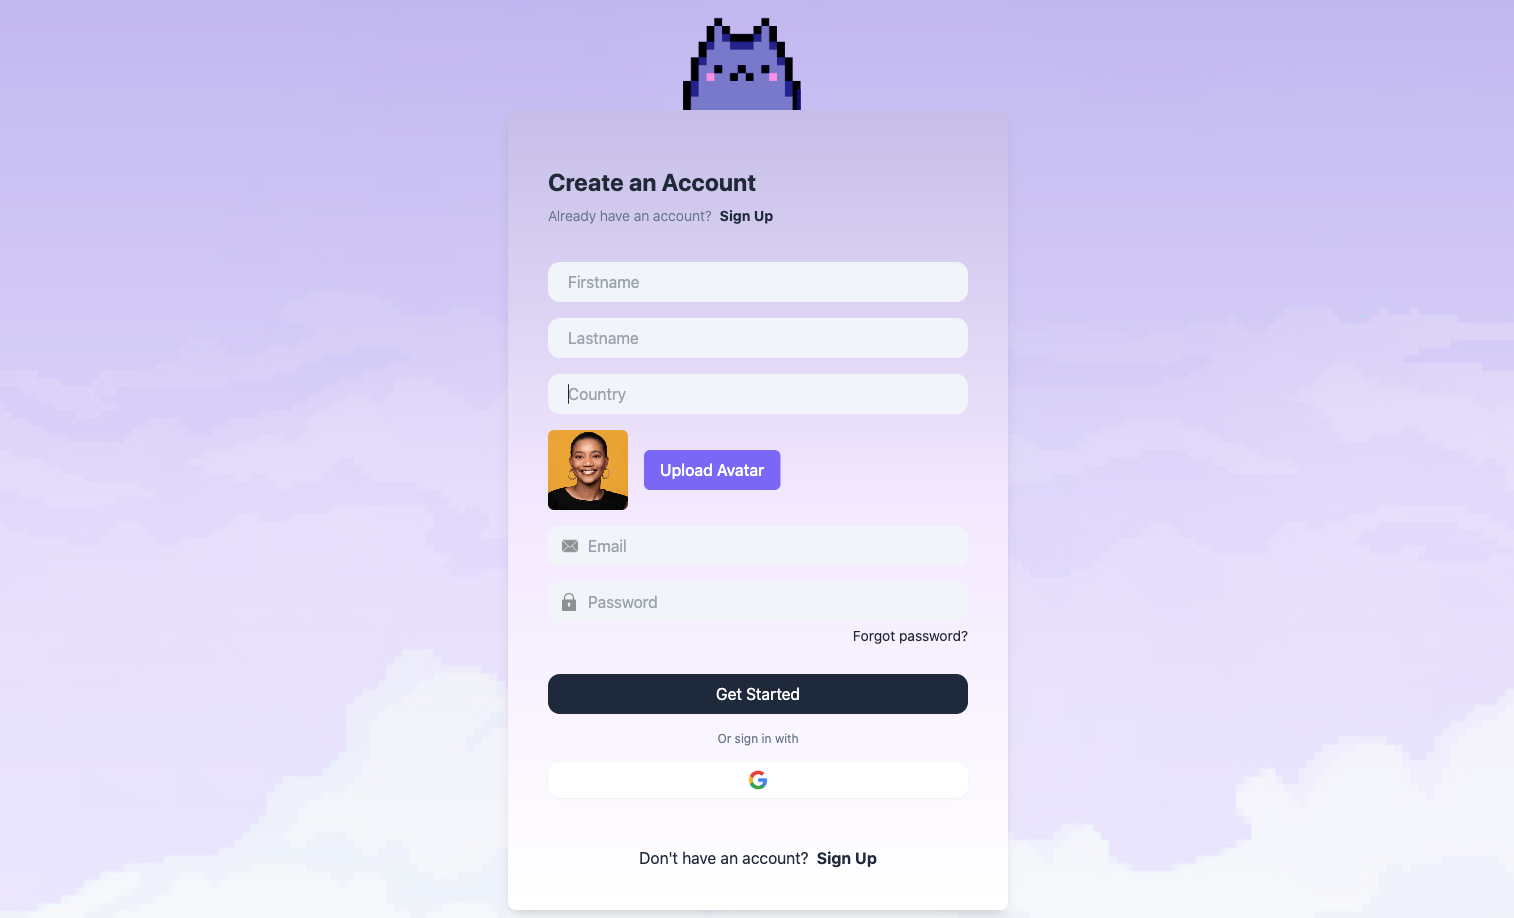 Create an Account
Already have an account? Sign Up
Firstname
Lastname
Country
Upload Avatar
Email
Password
Forgot password?
Get Started
Or sign in with
Don't have an account? Sign Up